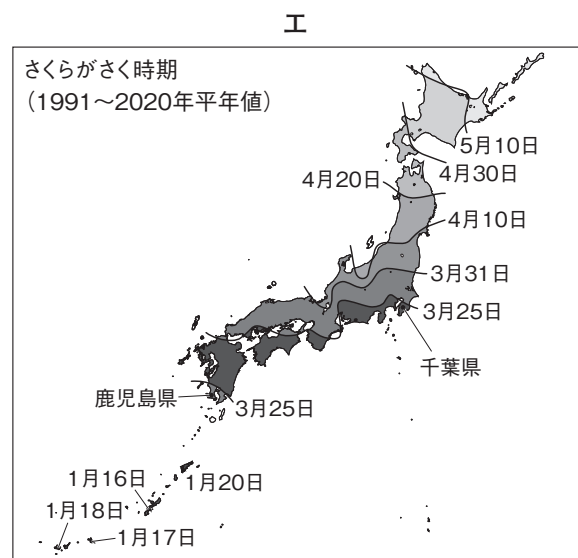 エ
さくらがさく時期
（1991～2020年平年値）
5月10日
4月30日
4月20日
4月10日
3月31日
3月25日
千葉県
鹿児島県
3月25日
1月16日
1月20日
1月18日
1月17日